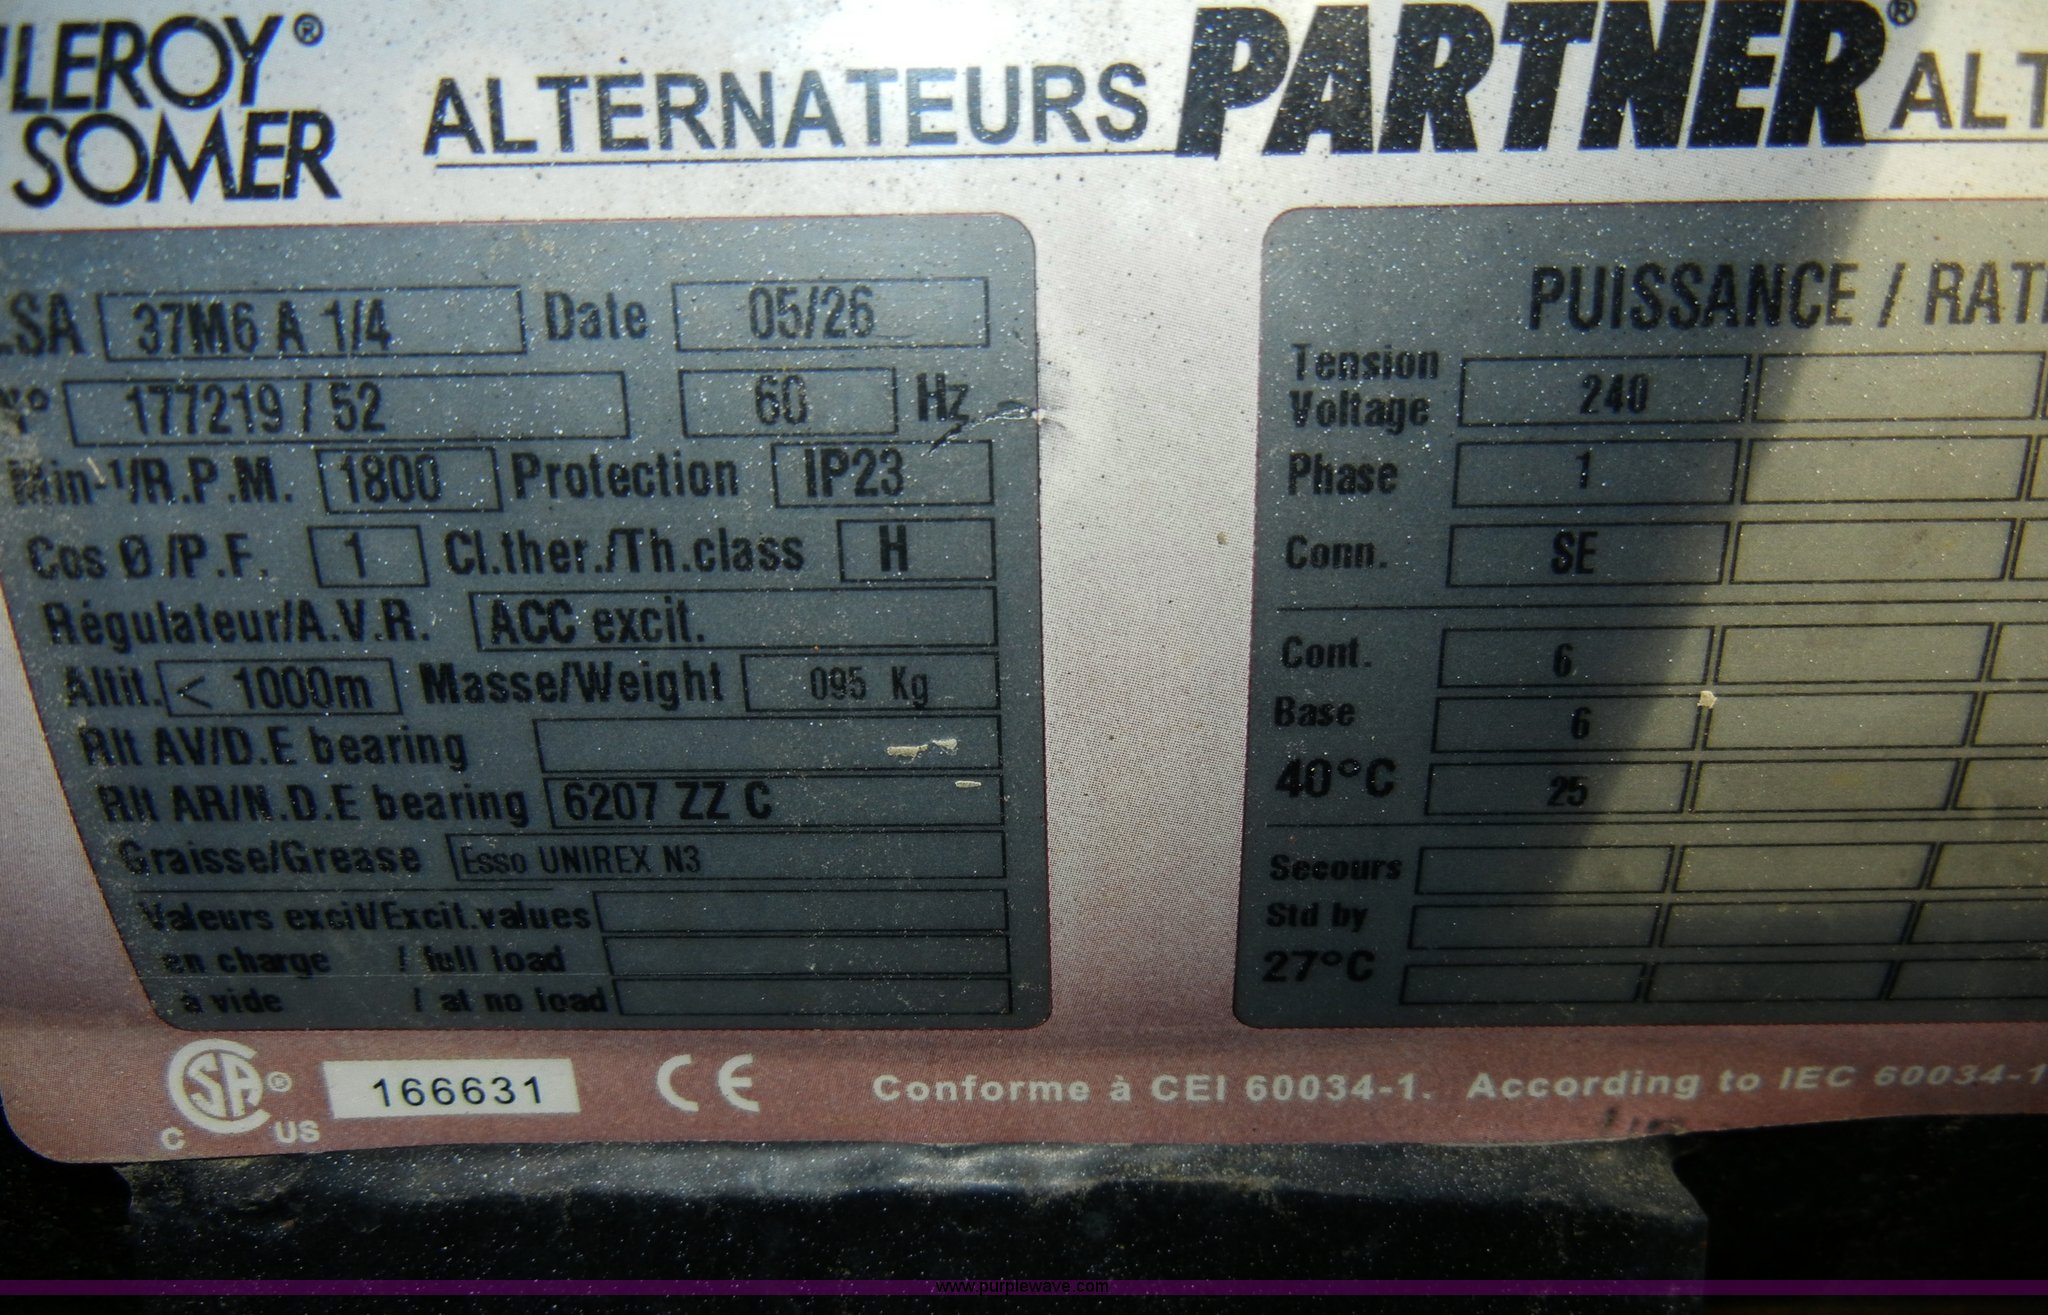 LEROY®
SOMER
ALTERNATEURS PARTNER® ALT
LSA 37M6 A 1/4 Date 05/26
N° 177219 / 52 60 Hz
Min-¹/R.P.M. 1800 Protection IP23
Cos Ø/P.F. 1 Cl.ther./Th.class H
Régulateur/A.V.R. ACC excit.
Altit. < 1000m Masse/Weight 095 Kg
Rlt AV/D.E bearing
Rlt AR/N.D.E bearing 6207 ZZ C
Graisse/Grease Esso UNIREX N3
Valeurs excit/Excit.values
en charge / full load
à vide / at no load
PUISSANCE / RATI
Tension
Voltage 240
Phase 1
Conn. SE
Cont. 6
Base 6
40°C 25
Secours
Std by
27°C
CSA®
C US
166631
CE
Conforme à CEI 60034-1. According to IEC 60034-1
www.purplewave.com